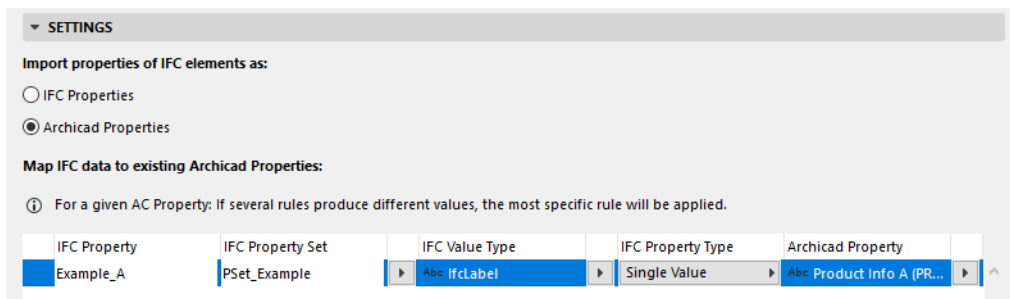 SETTINGS
Import properties of IFC elements as:
IFC Properties
Archicad Properties
Map IFC data to existing Archicad Properties:
For a given AC Property: If several rules produce different values, the most specific rule will be applied.
IFC Property IFC Property Set IFC Value Type IFC Property Type Archicad Property
Example_A PSet_Example Abc IfcLabel Single Value Abc Product Info A (PR...